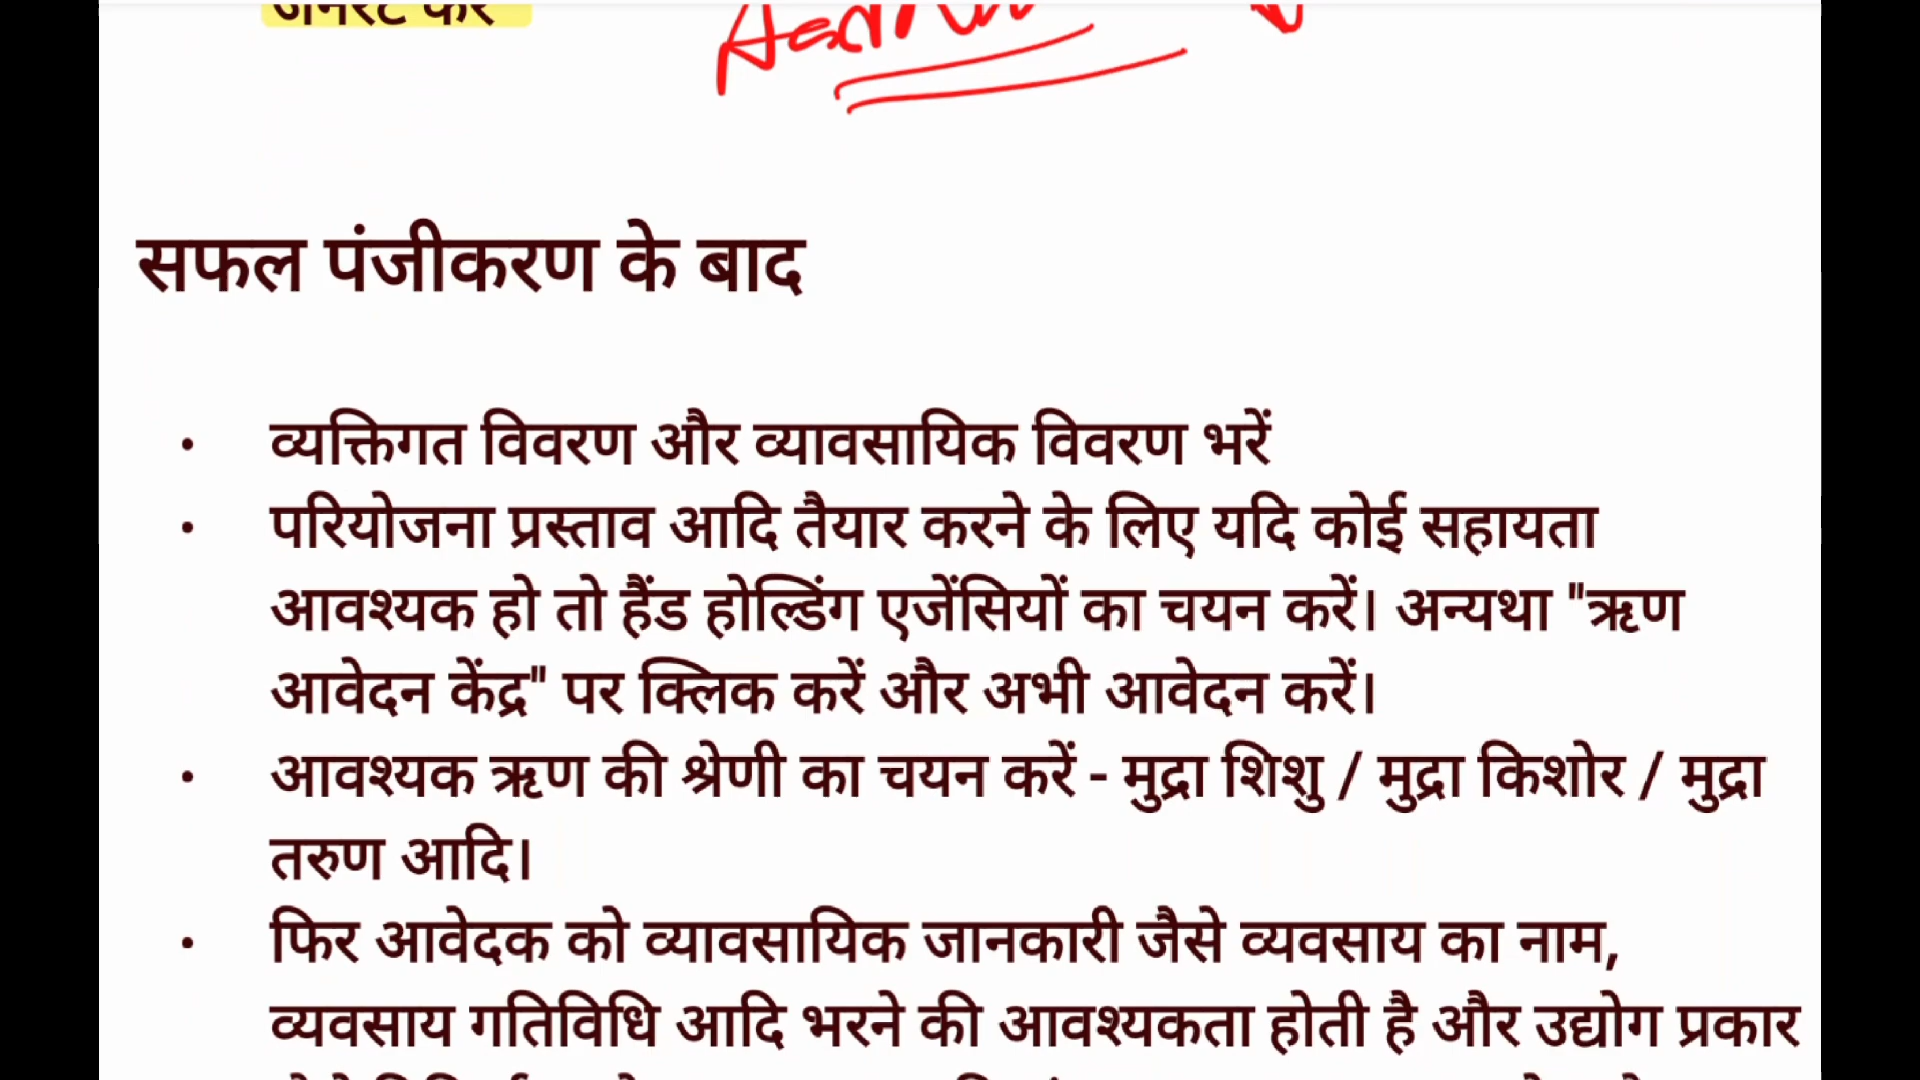 जनरेट करें
सफल पंजीकरण के बाद
• व्यक्तिगत विवरण और व्यावसायिक विवरण भरें
• परियोजना प्रस्ताव आदि तैयार करने के लिए यदि कोई सहायता
आवश्यक हो तो हैंड होल्डिंग एजेंसियों का चयन करें। अन्यथा "ऋण
आवेदन केंद्र" पर क्लिक करें और अभी आवेदन करें।
• आवश्यक ऋण की श्रेणी का चयन करें - मुद्रा शिशु / मुद्रा किशोर / मुद्रा
तरुण आदि।
• फिर आवेदक को व्यावसायिक जानकारी जैसे व्यवसाय का नाम,
व्यवसाय गतिविधि आदि भरने की आवश्यकता होती है और उद्योग प्रकार